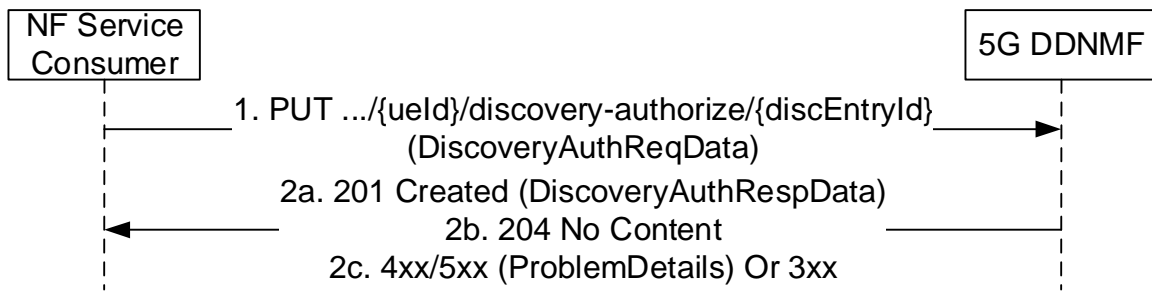 NF Service
Consumer
5G DDNMF
1. PUT .../{ueId}/discovery-authorize/{discEntryId}
(DiscoveryAuthReqData)
2a. 201 Created (DiscoveryAuthRespData)
2b. 204 No Content
2c. 4xx/5xx (ProblemDetails) Or 3xx